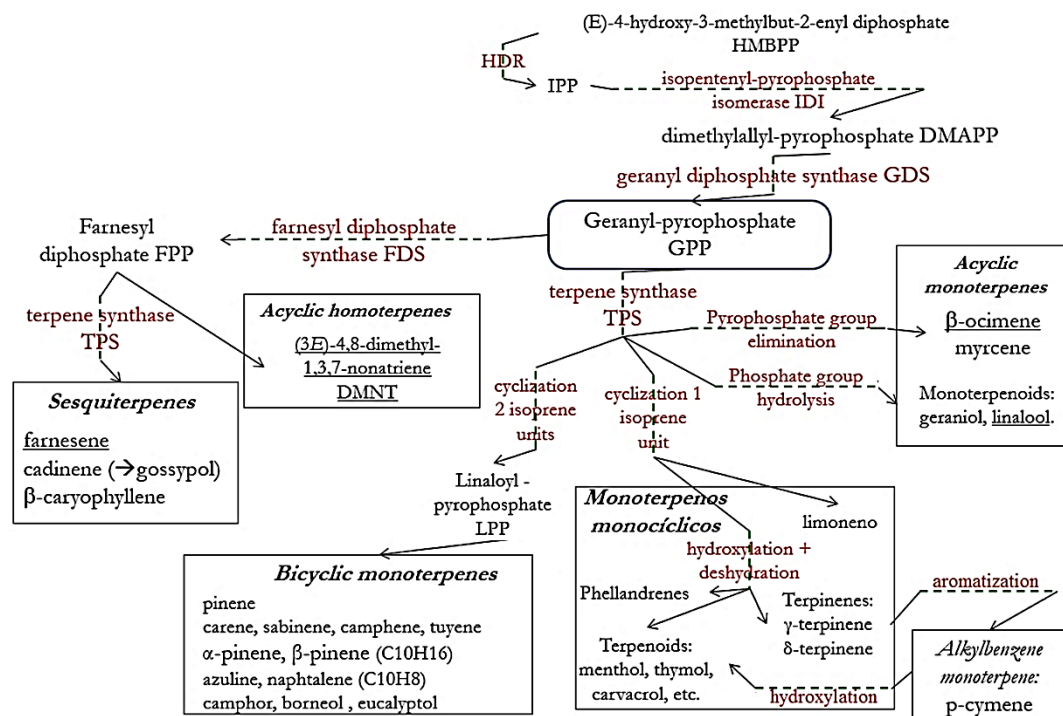 (E)-4-hydroxy-3-methylbut-2-enyl diphosphate
HMBPP
HDR
IPP
isopentenyl-pyrophosphate
isomerase IDI
dimethylallyl-pyrophosphate DMAPP
geranyl diphosphate synthase GDS
Geranyl-pyrophosphate
GPP
farnesyl diphosphate
synthase FDS
Farnesyl
diphosphate FPP
terpene synthase
TPS
Acyclic homoterpenes
(3E)-4,8-dimethyl-
1,3,7-nonatriene
DMNT
Sesquiterpenes
farnesene
cadinene (→gossypol)
β-caryophyllene
terpene synthase
TPS
Pyrophosphate group
elimination
Phosphate group
hydrolysis
Acyclic
monoterpenes
β-ocimene
myrcene
Monoterpenoids:
geraniol, linalool.
cyclization
2 isoprene
units
cyclization 1
isoprene
unit
Linaloyl -
pyrophosphate
LPP
Bicyclic monoterpenes
pinene
carene, sabinene, camphene, tuyene
α-pinene, β-pinene (C10H16)
azuline, naphtalene (C10H8)
camphor, borneol , eucalyptol
Monoterpenos
monocíclicos
limoneno
hydroxylation +
deshydration
Phellandrenes
Terpinenes:
γ-terpinene
δ-terpinene
Terpenoids:
menthol, thymol,
carvacrol, etc.
aromatization
hydroxylation
Alkylbenzene
monoterpene:
p-cymene